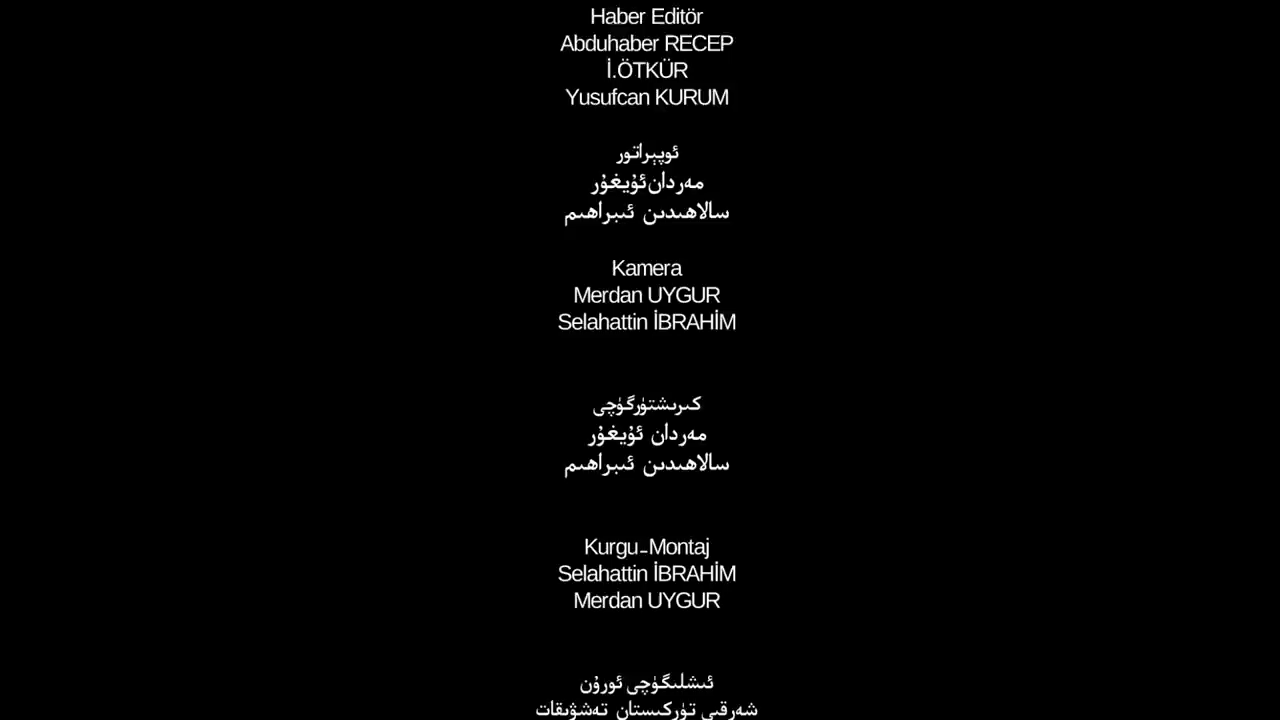 Haber Editör
Abduhaber RECEP
İ.ÖTKÜR
Yusufcan KURUM
ئوپېراتور
مەردان ئۇيغۇر
سالاھىدىن ئىبراھىم
Kamera
Merdan UYGUR
Selahattin İBRAHİM
كىرىشتۈرگۈچى
مەردان ئۇيغۇر
سالاھىدىن ئىبراھىم
Kurgu-Montaj
Selahattin İBRAHİM
Merdan UYGUR
ئىشلىگۈچى ئورۇن
شەرقىي تۈركىستان تەشۋىقات